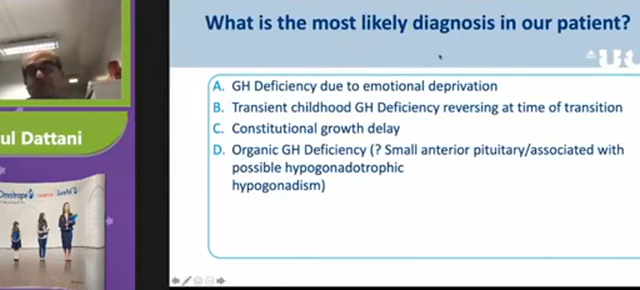 What is the most likely diagnosis in our patient?
A. GH Deficiency due to emotional deprivation
B. Transient childhood GH Deficiency reversing at time of transition
C. Constitutional growth delay
D. Organic GH Deficiency (? Small anterior pituitary/associated with
possible hypogonadotrophic
hypogonadism)
ul Dattani
Omnitrope